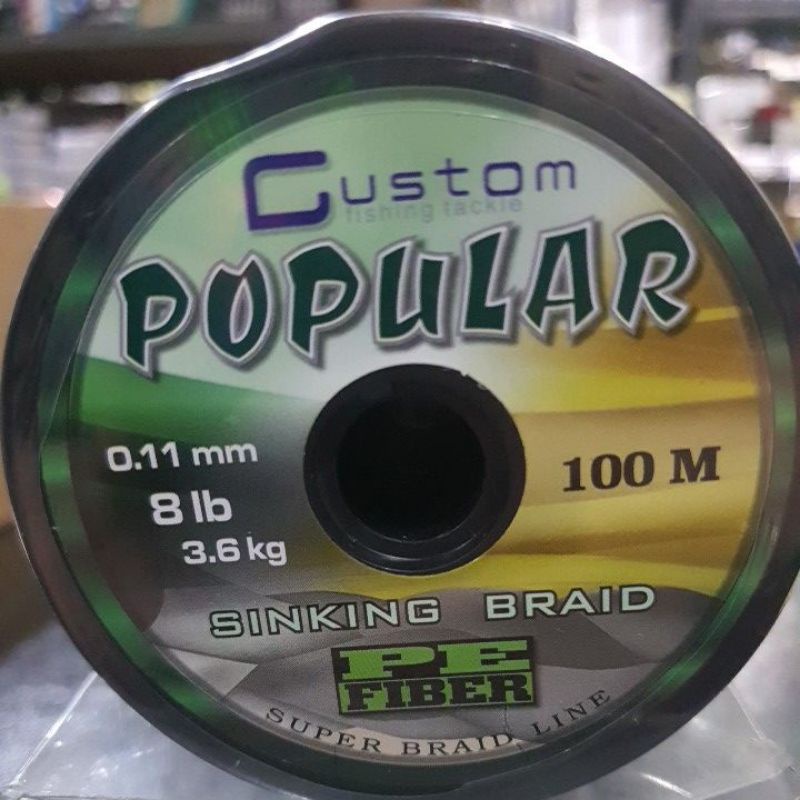 Custom
fishing tackle
POPULAR
0.11 mm
8 lb
3.6 kg
100 M
SINKING BRAID
PE
FIBER
SUPER BRAID LINE